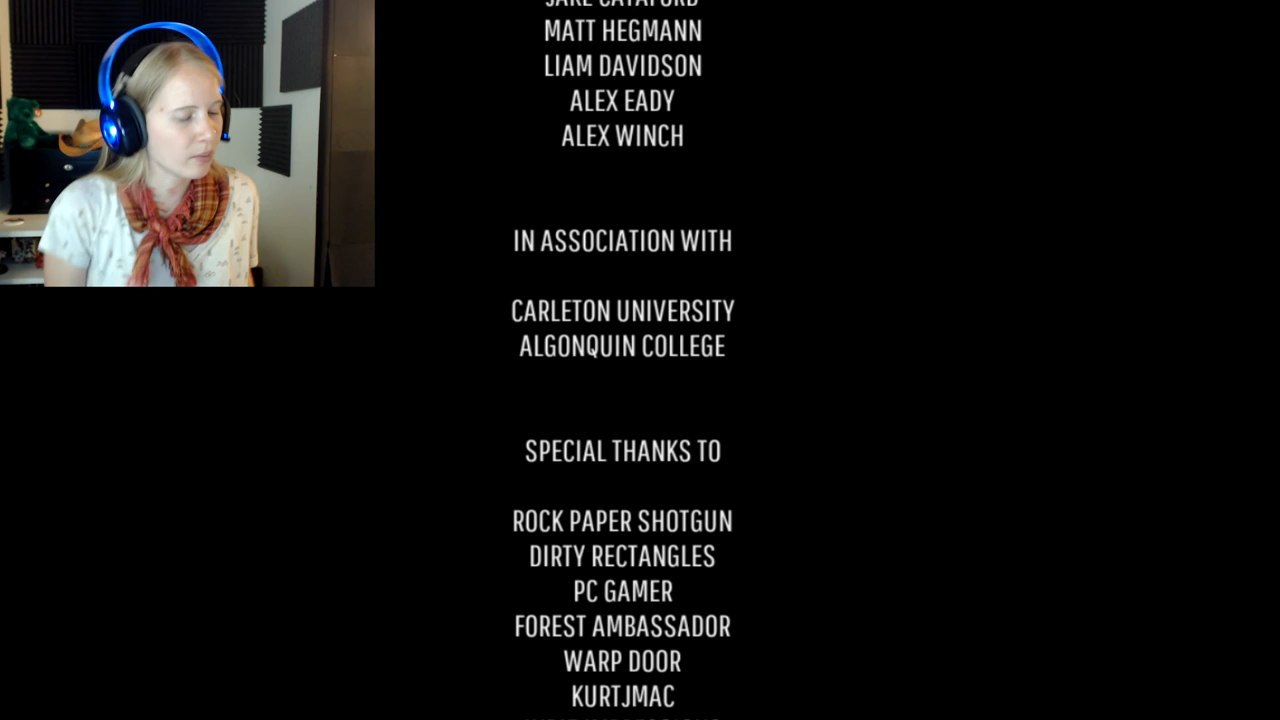 MATT HEGMANN
LIAM DAVIDSON
ALEX EADY
ALEX WINCH
IN ASSOCIATION WITH
CARLETON UNIVERSITY
ALGONQUIN COLLEGE
SPECIAL THANKS TO
ROCK PAPER SHOTGUN
DIRTY RECTANGLES
PC GAMER
FOREST AMBASSADOR
WARP DOOR
KURTJMAC